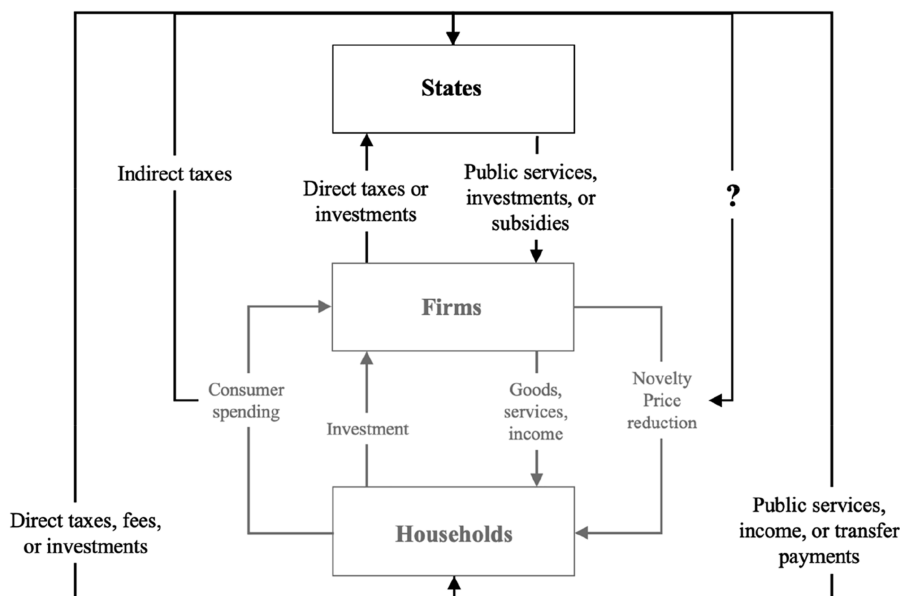 States
Indirect taxes
Direct taxes or
investments
Public services,
investments, or
subsidies
?
Firms
Consumer
spending
Investment
Goods,
services,
income
Novelty
Price
reduction
Direct taxes, fees,
or investments
Households
Public services,
income, or transfer
payments